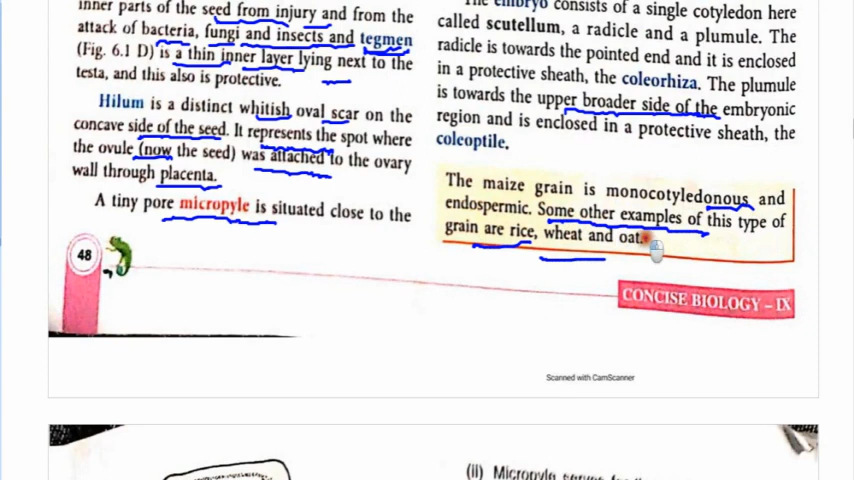 inner parts of the seed from injury and from the
attack of bacteria, fungi and insects and tegmen
(Fig. 6.1 D) is a thin inner layer lying next to the
testa, and this also is protective.
Hilum is a distinct whitish oval scar on the
concave side of the seed. It represents the spot where
the ovule (now the seed) was attached to the ovary
wall through placenta.
A tiny pore micropyle is situated close to the
48
The embryo consists of a single cotyledon here
called scutellum, a radicle and a plumule. The
radicle is towards the pointed end and it is enclosed
in a protective sheath, the coleorhiza. The plumule
is towards the upper broader side of the embryonic
region and is enclosed in a protective sheath, the
coleoptile.
The maize grain is monocotyledonous and
endospermic. Some other examples of this type of
grain are rice, wheat and oat.
CONCISE BIOLOGY – IX
Scanned with CamScanner
(ii) Micropyle